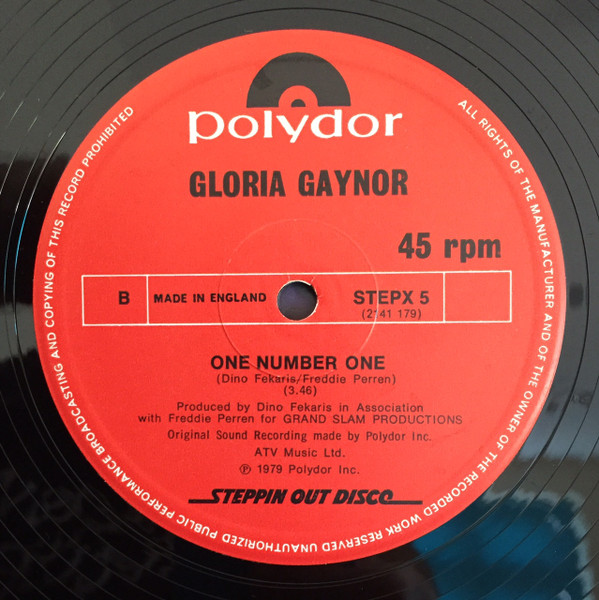 polydor
GLORIA GAYNOR
45 rpm
B
MADE IN ENGLAND
STEPX 5
(2141 179)
ONE NUMBER ONE
(Dino Fekaris/Freddie Perren)
(3.46)
Produced by Dino Fekaris in Association
with Freddie Perren for GRAND SLAM PRODUCTIONS
Original Sound Recording made by Polydor Inc.
ATV Music Ltd.
℗ 1979 Polydor Inc.
STEPPIN OUT DISCO
ALL RIGHTS OF THE MANUFACTURER AND OF THE OWNER OF THE RECORDED WORK RESERVED UNAUTHORIZED PUBLIC PERFORMANCE BROADCASTING AND COPYING OF THIS RECORD PROHIBITED